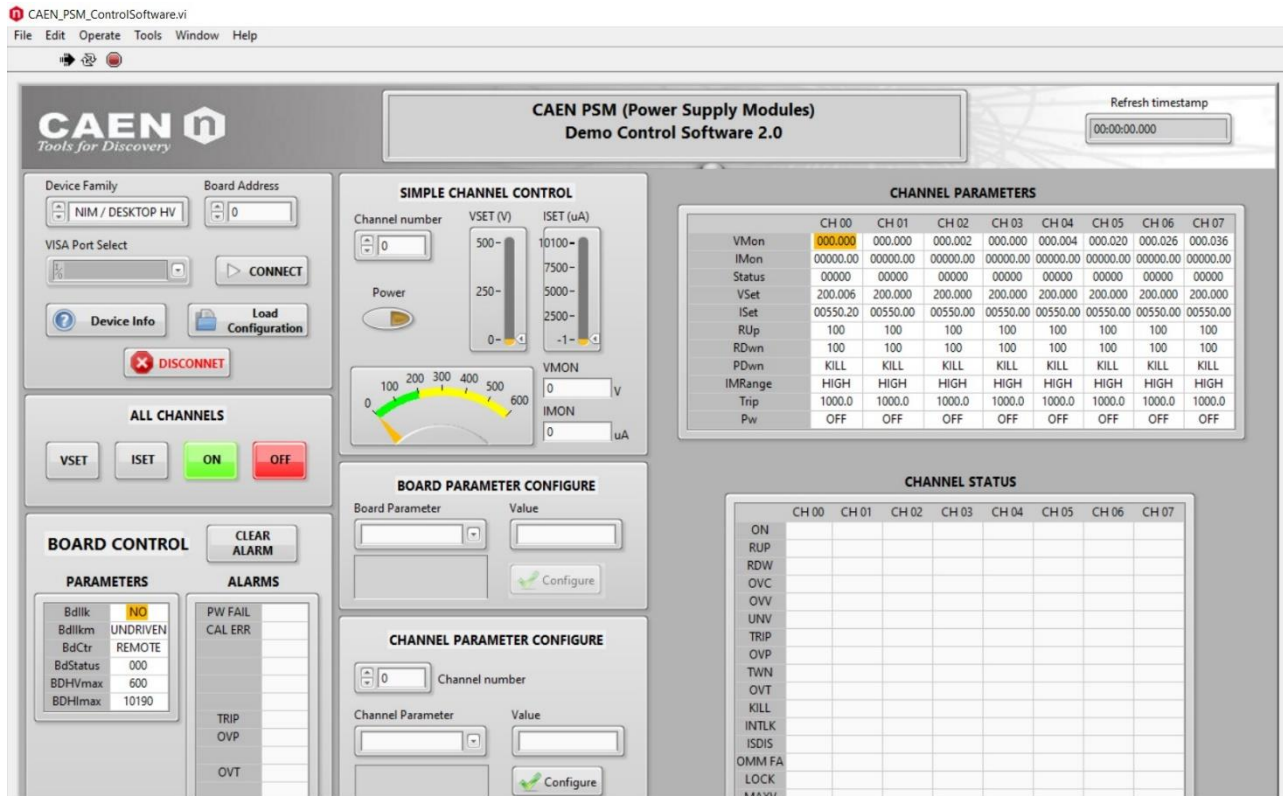 CAEN_PSM_ControlSoftware.vi
File Edit Operate Tools Window Help
CAEN n
Tools for Discovery
CAEN PSM (Power Supply Modules)
Demo Control Software 2.0
Refresh timestamp
00:00:00.000
Device Family
Board Address
NIM / DESKTOP HV
0
VISA Port Select
CONNECT
Device Info
Load
Configuration
DISCONNET
ALL CHANNELS
VSET ISET ON OFF
BOARD CONTROL
CLEAR
ALARM
PARAMETERS
BdIlk NO
BdIlkm UNDRIVEN
BdCtr REMOTE
BdStatus 000
BDHVmax 600
BDHImax 10190
ALARMS
PW FAIL
CAL ERR
TRIP
OVP
OVT
SIMPLE CHANNEL CONTROL
Channel number
0
VSET (V)
500-
250-
0-
ISET (uA)
10100-
7500-
5000-
2500-
-1-
Power
0 100 200 300 400 500 600
VMON
0 V
IMON
0 uA
BOARD PARAMETER CONFIGURE
Board Parameter Value
Configure
CHANNEL PARAMETER CONFIGURE
0 Channel number
Channel Parameter Value
Configure
CHANNEL PARAMETERS
CH 00 CH 01 CH 02 CH 03 CH 04 CH 05 CH 06 CH 07
VMon 000.000 000.000 000.002 000.000 000.004 000.020 000.026 000.036
IMon 00000.00 00000.00 00000.00 00000.00 00000.00 00000.00 00000.00 00000.00
Status 00000 00000 00000 00000 00000 00000 00000 00000
VSet 200.006 200.000 200.000 200.000 200.000 200.000 200.000 200.000
ISet 00550.20 00550.00 00550.00 00550.00 00550.00 00550.00 00550.00 00550.00
RUp 100 100 100 100 100 100 100 100
RDwn 100 100 100 100 100 100 100 100
PDwn KILL KILL KILL KILL KILL KILL KILL KILL
IMRange HIGH HIGH HIGH HIGH HIGH HIGH HIGH HIGH
Trip 1000.0 1000.0 1000.0 1000.0 1000.0 1000.0 1000.0 1000.0
Pw OFF OFF OFF OFF OFF OFF OFF OFF
CHANNEL STATUS
CH 00 CH 01 CH 02 CH 03 CH 04 CH 05 CH 06 CH 07
ON
RUP
RDW
OVC
OVV
UNV
TRIP
OVP
TWN
OVT
KILL
INTLK
ISDIS
OMM FA
LOCK